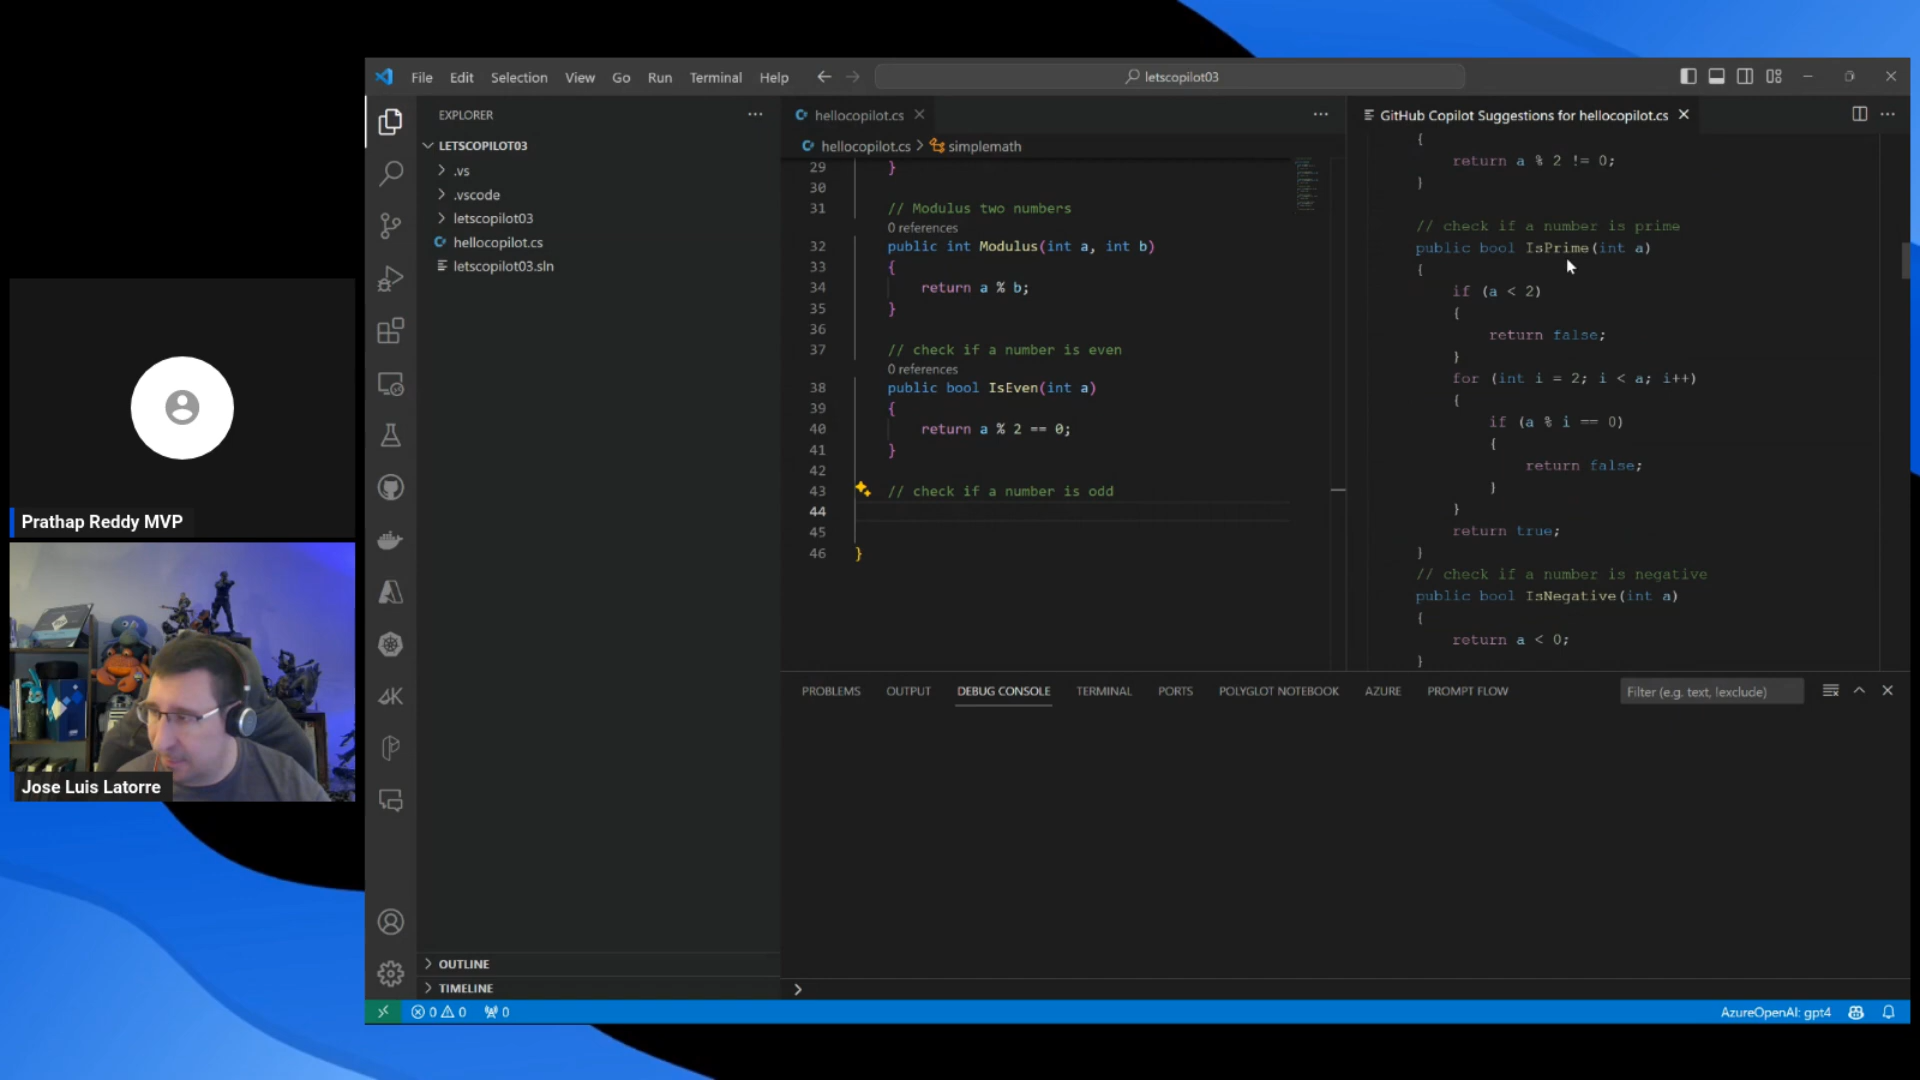 File Edit Selection View Go Run Terminal Help
letscopilot03
EXPLORER
LETSCOPILOT03
.vs
.vscode
letscopilot03
hellocopilot.cs
letscopilot03.sln
OUTLINE
TIMELINE
hellocopilot.cs
hellocopilot.cs > simplemath
29 }
30
31 // Modulus two numbers
0 references
32 public int Modulus(int a, int b)
33 {
34 return a % b;
35 }
36
37 // check if a number is even
0 references
38 public bool IsEven(int a)
39 {
40 return a % 2 == 0;
41 }
42
43 // check if a number is odd
44
45
46 }
GitHub Copilot Suggestions for hellocopilot.cs
{
return a % 2 != 0;
}
// check if a number is prime
public bool IsPrime(int a)
{
if (a < 2)
{
return false;
}
for (int i = 2; i < a; i++)
{
if (a % i == 0)
{
return false;
}
}
return true;
}
// check if a number is negative
public bool IsNegative(int a)
{
return a < 0;
}
PROBLEMS OUTPUT DEBUG CONSOLE TERMINAL PORTS POLYGLOT NOTEBOOK AZURE PROMPT FLOW
Filter (e.g. text, !exclude)
>
0 0 0
AzureOpenAI: gpt4
Prathap Reddy MVP
Jose Luis Latorre